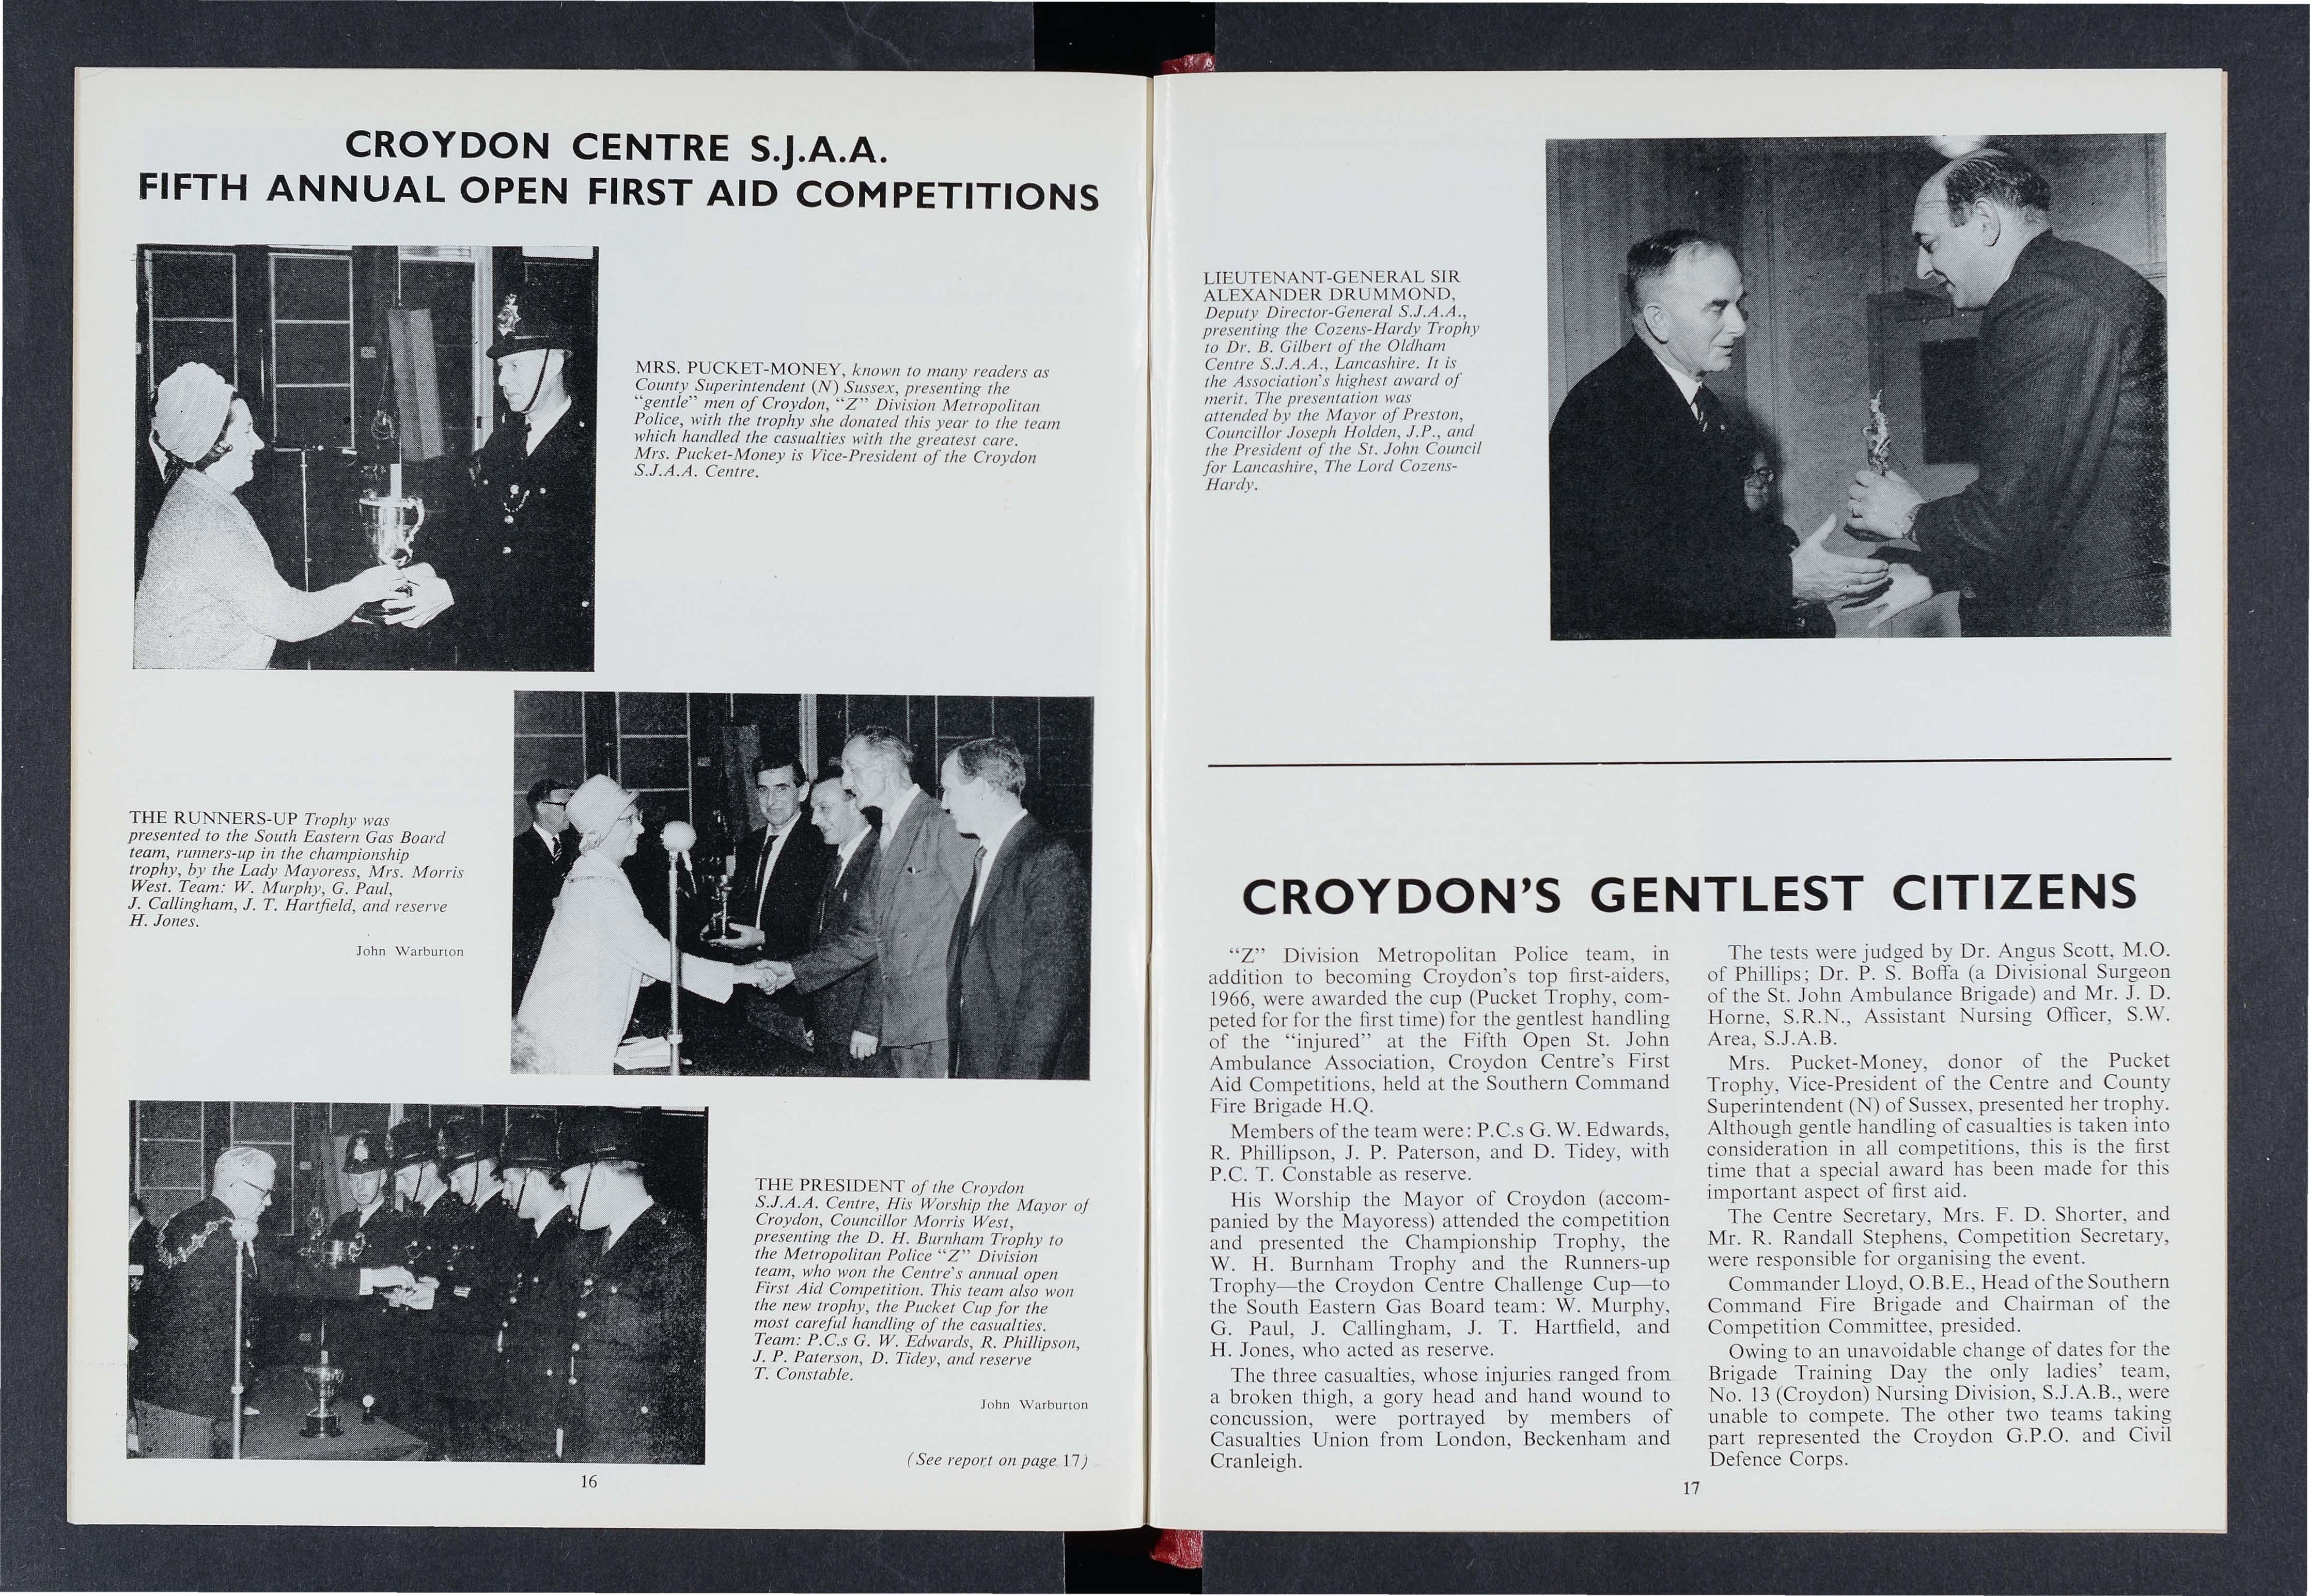 CROYDON CENTRE S.J.A.A.
FIFTH ANNUAL OPEN FIRST AID COMPETITIONS
MRS. PUCKET-MONEY, known to many readers as
County Superintendent (N) Sussex, presenting the
“gentle” men of Croydon, “Z” Division Metropolitan
Police, with the trophy she donated this year to the team
which handled the casualties with the greatest care.
Mrs. Pucket-Money is Vice-President of the Croydon
S.J.A.A. Centre.
THE RUNNERS-UP Trophy was
presented to the South Eastern Gas Board
team, runners-up in the championship
trophy, by the Lady Mayoress, Mrs. Morris
West. Team: W. Murphy, G. Paul,
J. Callingham, J. T. Hartfield, and reserve
H. Jones.
John Warburton
THE PRESIDENT of the Croydon
S.J.A.A. Centre, His Worship the Mayor of
Croydon, Councillor Morris West,
presenting the D. H. Burnham Trophy to
the Metropolitan Police “Z” Division
team, who won the Centre's annual open
First Aid Competition. This team also won
the new trophy, the Pucket Cup for the
most careful handling of the casualties.
Team: P.C.s G. W. Edwards, R. Phillipson,
J. P. Paterson, D. Tidey, and reserve
T. Constable.
John Warburton
(See report on page 17)
16
LIEUTENANT-GENERAL SIR
ALEXANDER DRUMMOND,
Deputy Director-General S.J.A.A.,
presenting the Cozens-Hardy Trophy
to Dr. B. Gilbert of the Oldham
Centre S.J.A.A., Lancashire. It is
the Association's highest award of
merit. The presentation was
attended by the Mayor of Preston,
Councillor Joseph Holden, J.P., and
the President of the St. John Council
for Lancashire, The Lord Cozens-
Hardy.
CROYDON'S GENTLEST CITIZENS
“Z” Division Metropolitan Police team, in
addition to becoming Croydon's top first-aiders,
1966, were awarded the cup (Pucket Trophy, com-
peted for for the first time) for the gentlest handling
of the “injured” at the Fifth Open St. John
Ambulance Association, Croydon Centre's First
Aid Competitions, held at the Southern Command
Fire Brigade H.Q.
Members of the team were: P.C.s G. W. Edwards,
R. Phillipson, J. P. Paterson, and D. Tidey, with
P.C. T. Constable as reserve.
His Worship the Mayor of Croydon (accom-
panied by the Mayoress) attended the competition
and presented the Championship Trophy, the
W. H. Burnham Trophy and the Runners-up
Trophy—the Croydon Centre Challenge Cup—to
the South Eastern Gas Board team: W. Murphy,
G. Paul, J. Callingham, J. T. Hartfield, and
H. Jones, who acted as reserve.
The three casualties, whose injuries ranged from
a broken thigh, a gory head and hand wound to
concussion, were portrayed by members of
Casualties Union from London, Beckenham and
Cranleigh.
The tests were judged by Dr. Angus Scott, M.O.
of Phillips; Dr. P. S. Boffa (a Divisional Surgeon
of the St. John Ambulance Brigade) and Mr. J. D.
Horne, S.R.N., Assistant Nursing Officer, S.W.
Area, S.J.A.B.
Mrs. Pucket-Money, donor of the Pucket
Trophy, Vice-President of the Centre and County
Superintendent (N) of Sussex, presented her trophy.
Although gentle handling of casualties is taken into
consideration in all competitions, this is the first
time that a special award has been made for this
important aspect of first aid.
The Centre Secretary, Mrs. F. D. Shorter, and
Mr. R. Randall Stephens, Competition Secretary,
were responsible for organising the event.
Commander Lloyd, O.B.E., Head of the Southern
Command Fire Brigade and Chairman of the
Competition Committee, presided.
Owing to an unavoidable change of dates for the
Brigade Training Day the only ladies' team,
No. 13 (Croydon) Nursing Division, S.J.A.B., were
unable to compete. The other two teams taking
part represented the Croydon G.P.O. and Civil
Defence Corps.
17